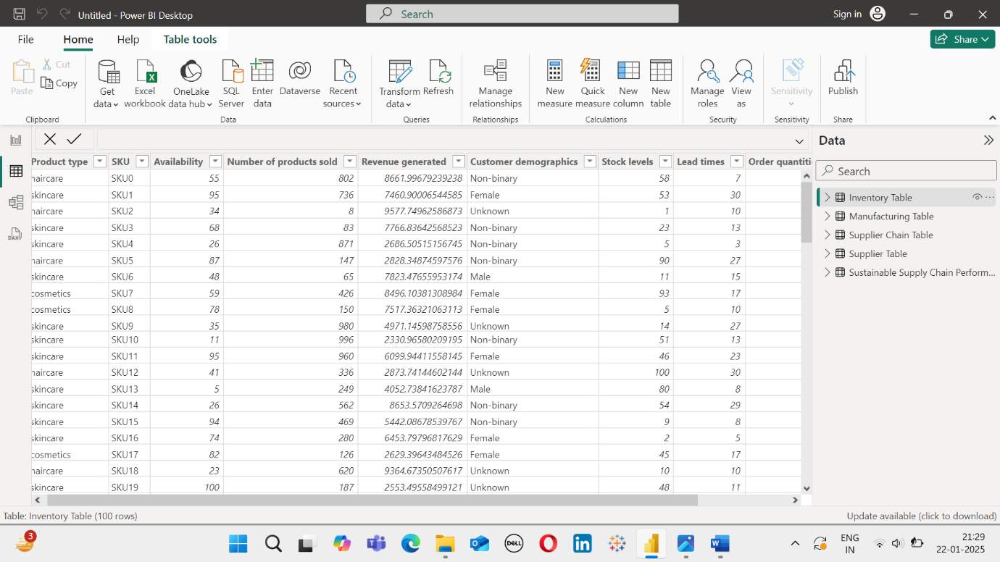 Untitled - Power BI Desktop
Search
Sign in
File Home Help Table tools
Share
Paste
Cut
Copy
Clipboard
Get data
Excel workbook
OneLake data hub
SQL Server
Enter data
Dataverse
Recent sources
Data
Transform data
Refresh
Queries
Manage relationships
Relationships
New measure
Quick measure
New column
New table
Calculations
Manage roles
View as
Security
Sensitivity
Sensitivity
Publish
Share
Product type SKU Availability Number of products sold Revenue generated Customer demographics Stock levels Lead times Order quantiti
haircare SKU0 55 802 8661.99679239238 Non-binary 58 7
skincare SKU1 95 736 7460.90006544585 Female 53 30
haircare SKU2 34 8 9577.74962586873 Unknown 1 10
skincare SKU3 68 83 7766.83642568523 Non-binary 23 13
skincare SKU4 26 871 2686.50515156745 Non-binary 5 3
haircare SKU5 87 147 2828.34874597576 Non-binary 90 27
skincare SKU6 48 65 7823.47655953174 Male 11 15
cosmetics SKU7 59 426 8496.10381308984 Female 93 17
cosmetics SKU8 78 150 7517.36321063113 Female 5 10
skincare SKU9 35 980 4971.14598758556 Unknown 14 27
skincare SKU10 11 996 2330.96580209195 Non-binary 51 13
skincare SKU11 95 960 6099.94411558145 Female 46 23
haircare SKU12 41 336 2873.74144602144 Unknown 100 30
skincare SKU13 5 249 4052.73841623787 Male 80 8
skincare SKU14 26 562 8653.5709264698 Non-binary 54 29
skincare SKU15 94 469 5442.08678539767 Non-binary 9 8
skincare SKU16 74 280 6453.79796817629 Female 2 5
cosmetics SKU17 82 126 2629.39643484526 Female 45 17
haircare SKU18 23 620 9364.67350507617 Unknown 10 10
skincare SKU19 100 187 2553.49558499121 Unknown 48 11
Data
Search
Inventory Table
Manufacturing Table
Supplier Chain Table
Supplier Table
Sustainable Supply Chain Perform...
Table: Inventory Table (100 rows)
Update available (click to download)
3
DELL
ENG
IN
21:29
22-01-2025